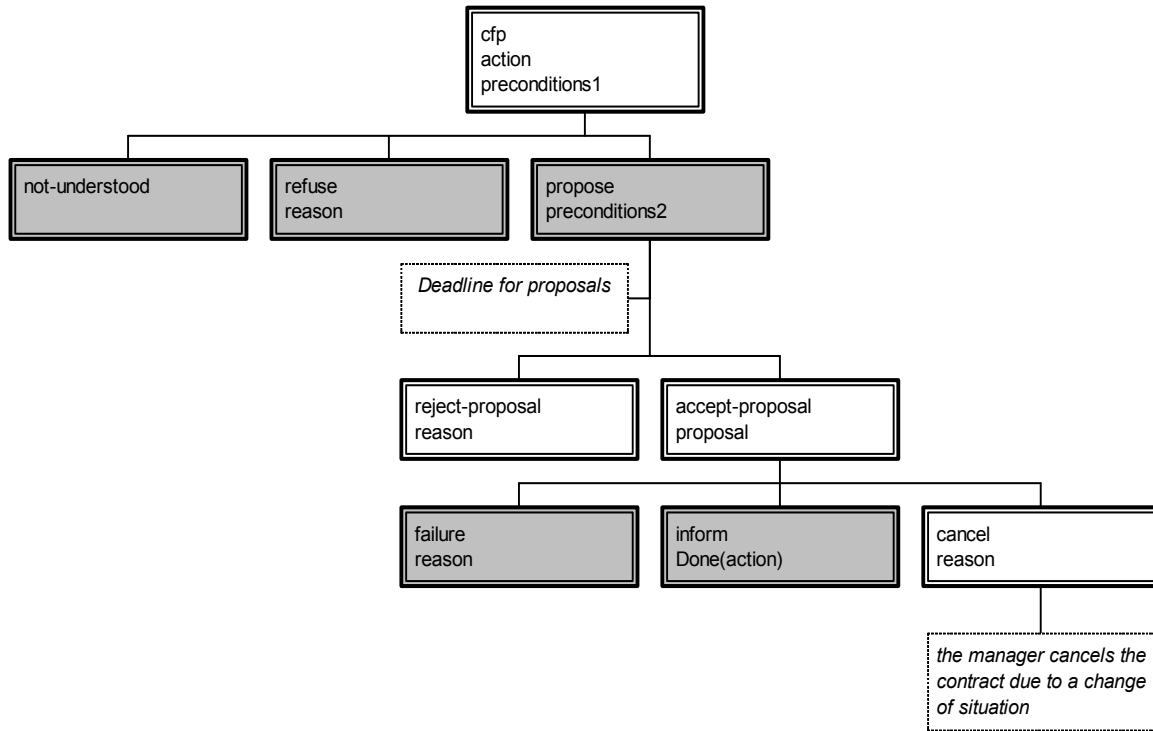 cfp
action
preconditions1
not-understood
refuse
reason
propose
preconditions2
Deadline for proposals
reject-proposal
reason
accept-proposal
proposal
failure
reason
inform
Done(action)
cancel
reason
the manager cancels the
contract due to a change
of situation